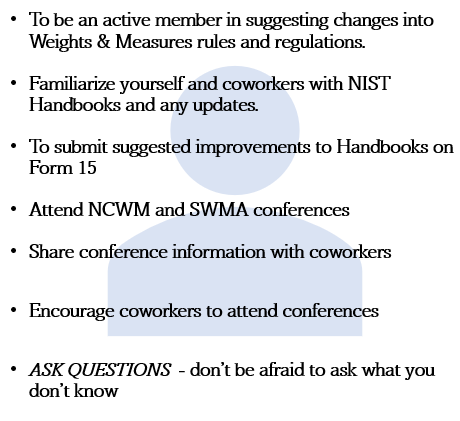 • To be an active member in suggesting changes into
Weights & Measures rules and regulations.
• Familiarize yourself and coworkers with NIST
Handbooks and any updates.
• To submit suggested improvements to Handbooks on
Form 15
• Attend NCWM and SWMA conferences
• Share conference information with coworkers
• Encourage coworkers to attend conferences
• ASK QUESTIONS - don’t be afraid to ask what you
don’t know